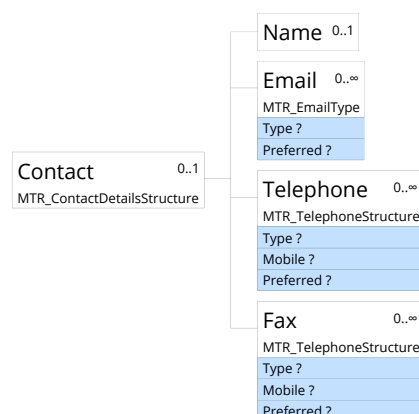 Name 0..1
Email 0..∞
MTR_EmailType
Type ?
Preferred ?
Contact 0..1
MTR_ContactDetailsStructure
Telephone 0..∞
MTR_TelephoneStructure
Type ?
Mobile ?
Preferred ?
Fax 0..∞
MTR_TelephoneStructure
Type ?
Mobile ?
Preferred ?